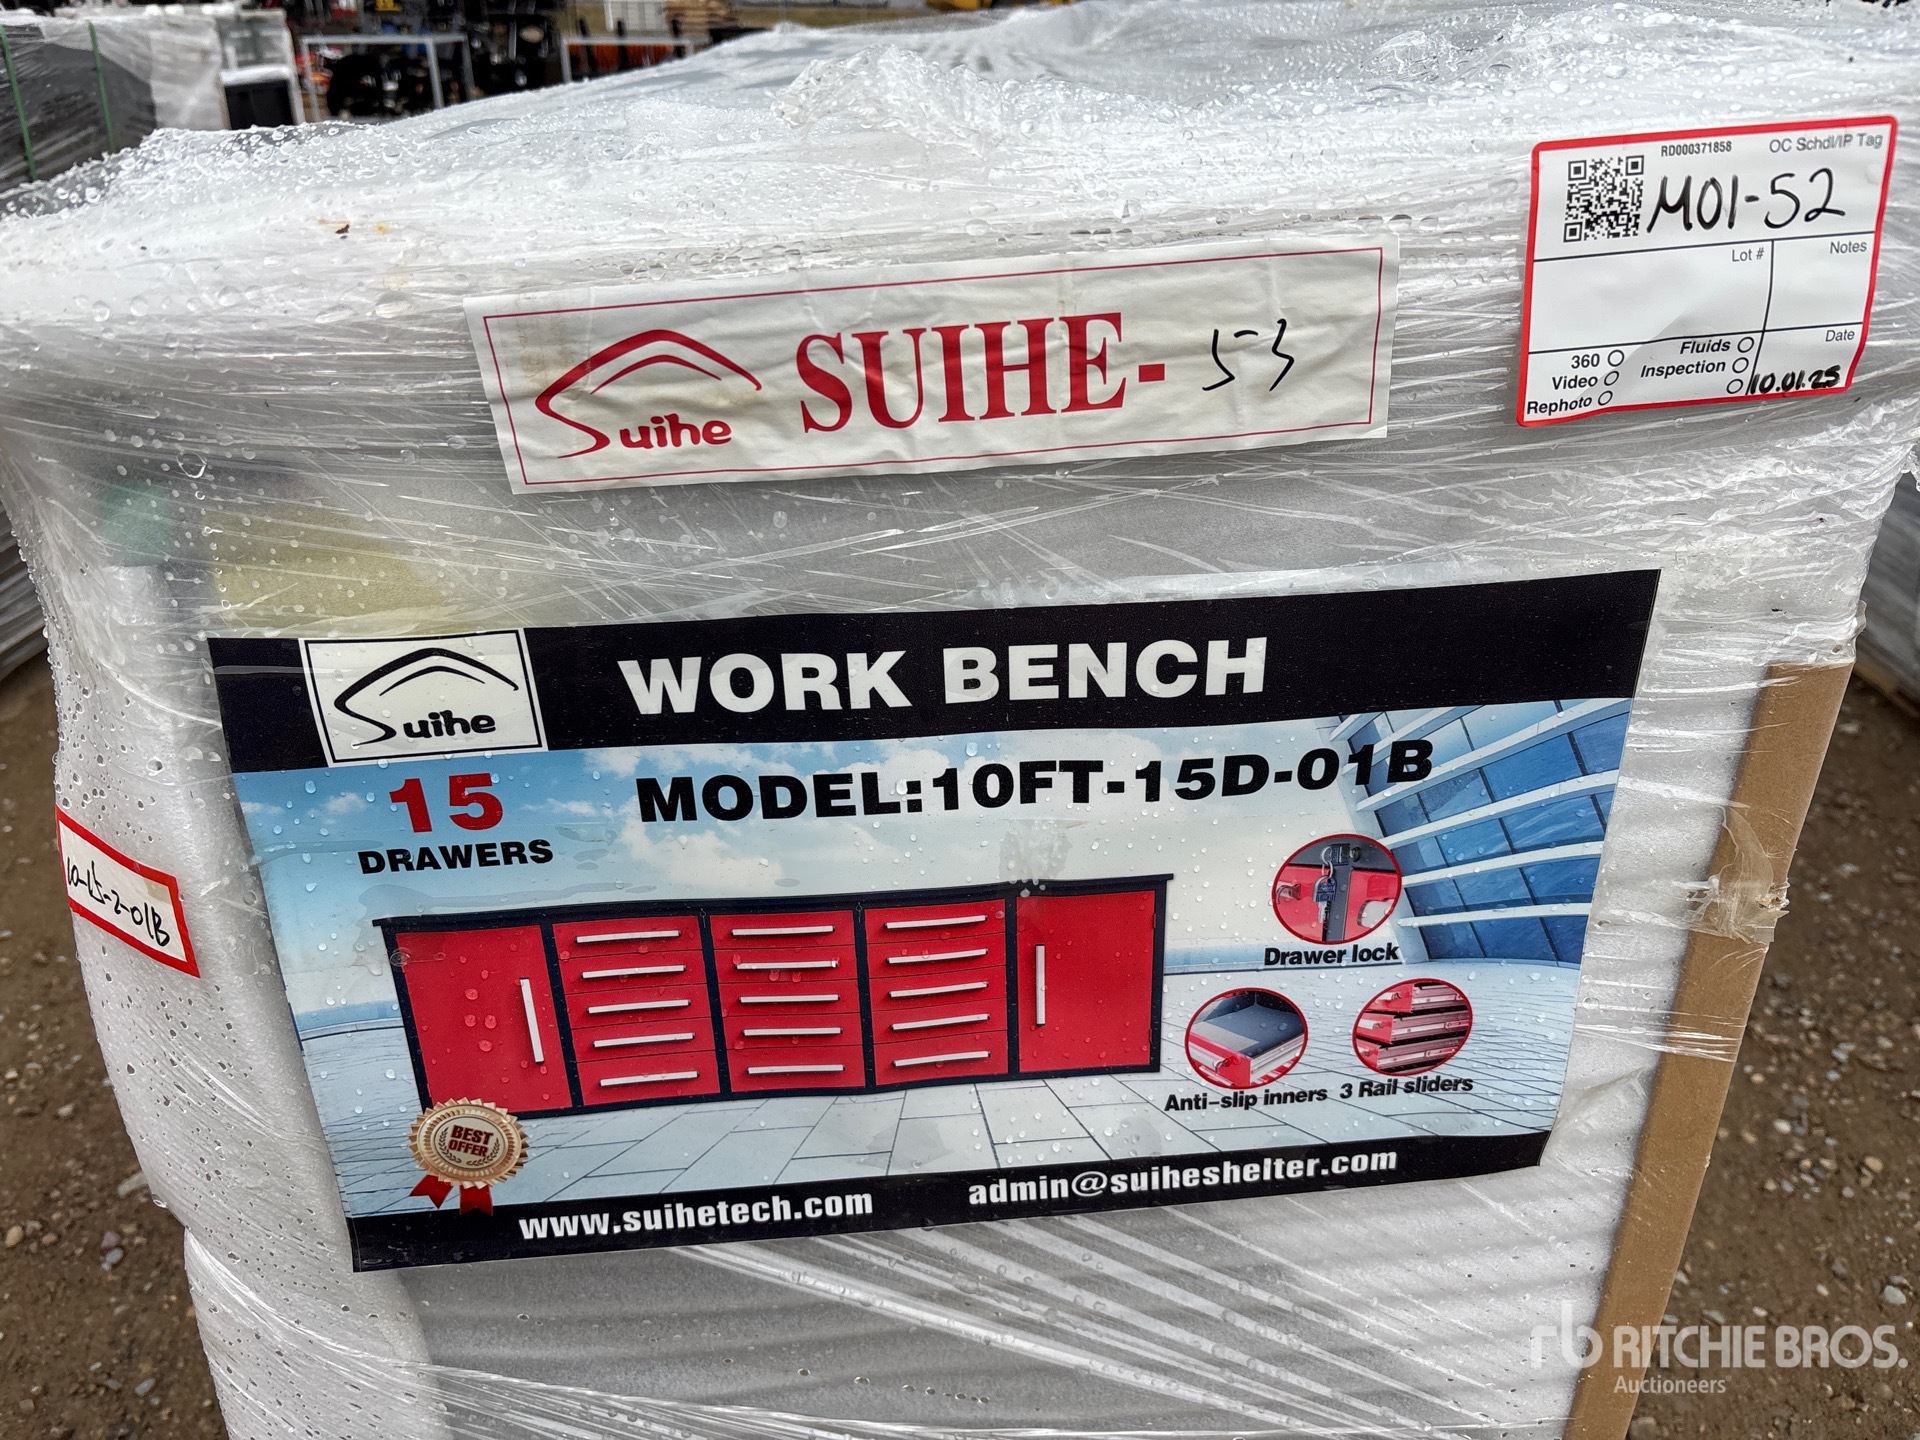 RD000371858
OC Schdl/IP Tag
M01-52
Lot #
Notes
360
Video
Rephoto
Fluids
Inspection
Date
10.01.25
Suihe
SUIHE- 53
Suihe
WORK BENCH
15
DRAWERS
MODEL:10FT-15D-01B
Drawer lock
Anti-slip inners
3 Rail sliders
BEST
OFFER
www.suihetech.com
admin@suiheshelter.com
rb RITCHIE BROS.
Auctioneers